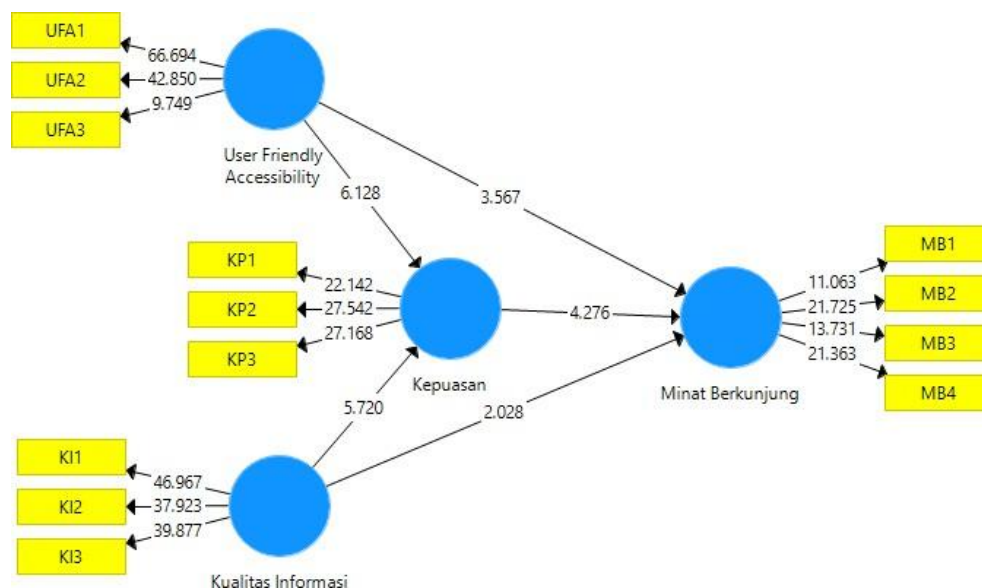 UFA1
66.694
UFA2
42.850
UFA3
9.749
User Friendly
Accessibility
6.128
3.567
KP1
22.142
KP2
27.542
KP3
27.168
Kepuasan
4.276
MB1
11.063
MB2
21.725
MB3
13.731
MB4
21.363
Minat Berkunjung
5.720
2.028
KI1
46.967
KI2
37.923
KI3
39.877
Kualitas Informasi